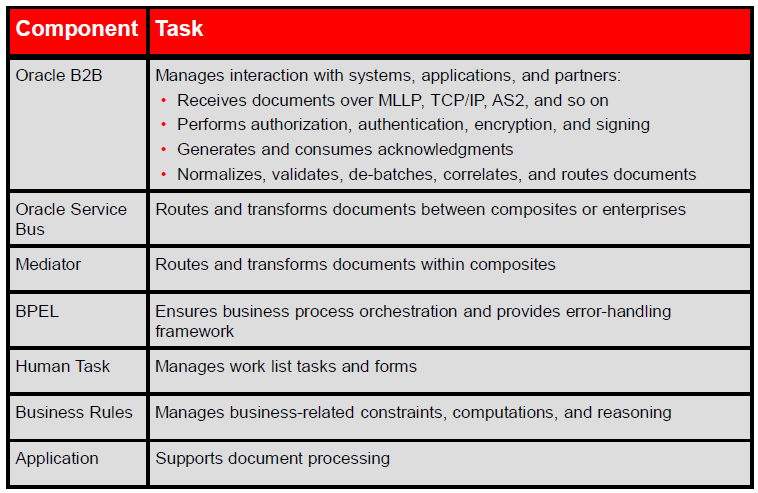 Component Task
Oracle B2B Manages interaction with systems, applications, and partners:
• Receives documents over MLLP, TCP/IP, AS2, and so on
• Performs authorization, authentication, encryption, and signing
• Generates and consumes acknowledgments
• Normalizes, validates, de-batches, correlates, and routes documents
Oracle Service Routes and transforms documents between composites or enterprises
Bus
Mediator Routes and transforms documents within composites
BPEL Ensures business process orchestration and provides error-handling
framework
Human Task Manages work list tasks and forms
Business Rules Manages business-related constraints, computations, and reasoning
Application Supports document processing